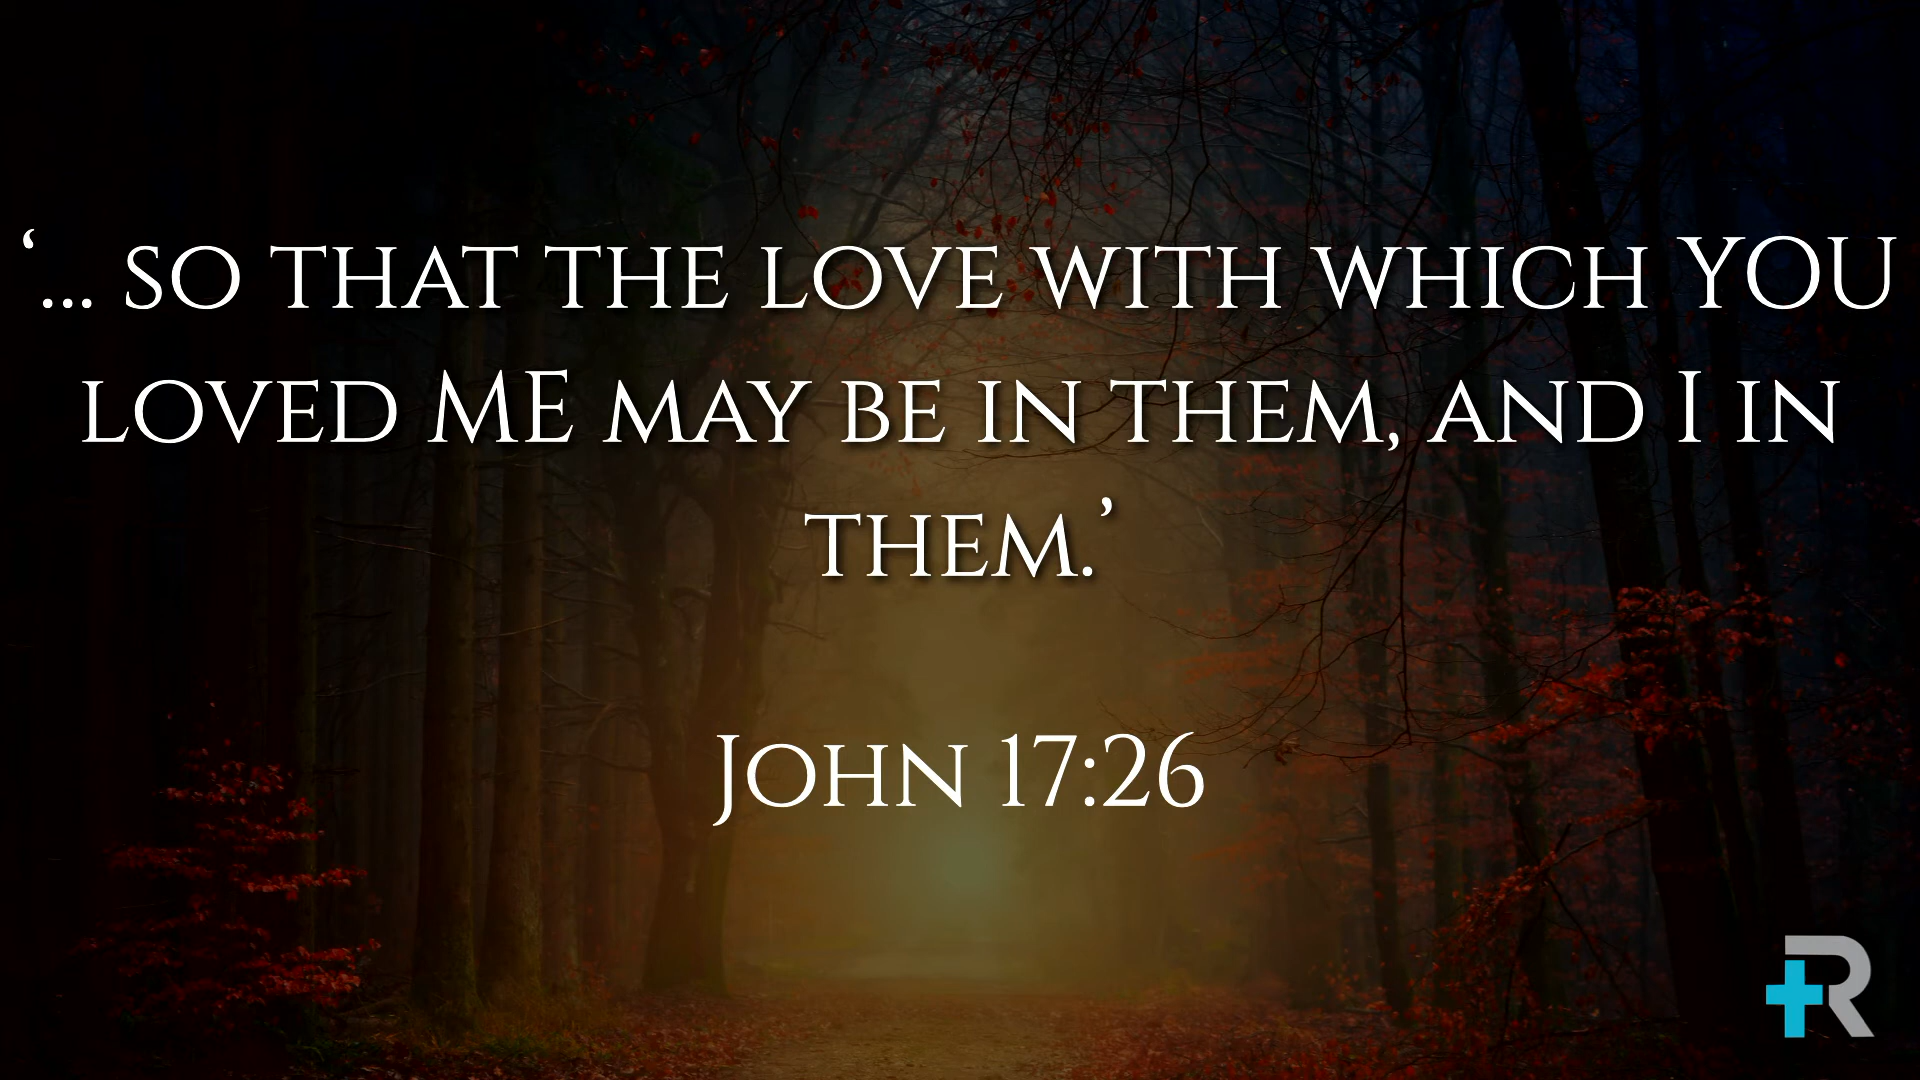 ‘... so that the love with which YOU
loved ME may be in them, and I in
them.’
John 17:26
R